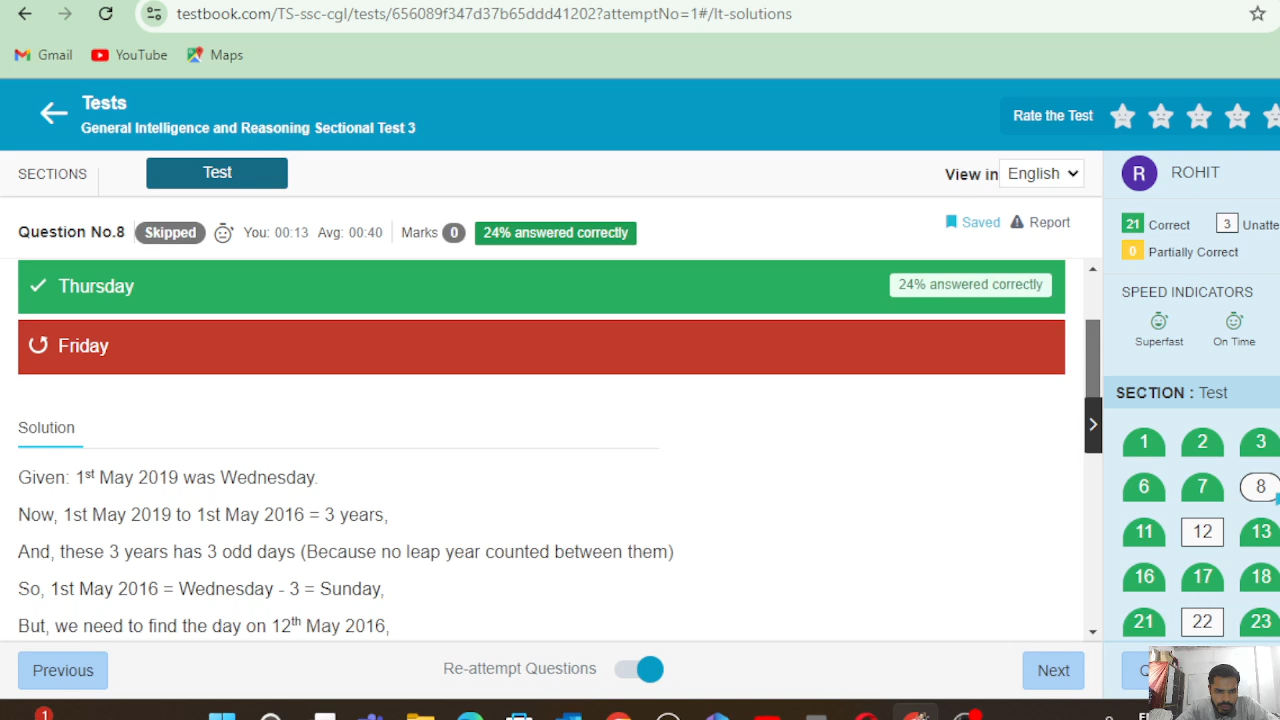 testbook.com/TS-ssc-cgl/tests/656089f347d37b65ddd41202?attemptNo=1#/lt-solutions
Gmail YouTube Maps
Tests
General Intelligence and Reasoning Sectional Test 3
Rate the Test
SECTIONS Test View in English
R ROHIT
Question No.8 Skipped You: 00:13 Avg: 00:40 Marks 0 24% answered correctly Saved Report
21 Correct 3 Unatte
0 Partially Correct
Thursday 24% answered correctly
Friday
SPEED INDICATORS
Superfast On Time
SECTION : Test
Solution
Given: 1st May 2019 was Wednesday.
Now, 1st May 2019 to 1st May 2016 = 3 years,
And, these 3 years has 3 odd days (Because no leap year counted between them)
So, 1st May 2016 = Wednesday - 3 = Sunday,
But, we need to find the day on 12th May 2016,
1 2 3
6 7 8
11 12 13
16 17 18
21 22 23
Previous Re-attempt Questions Next
1